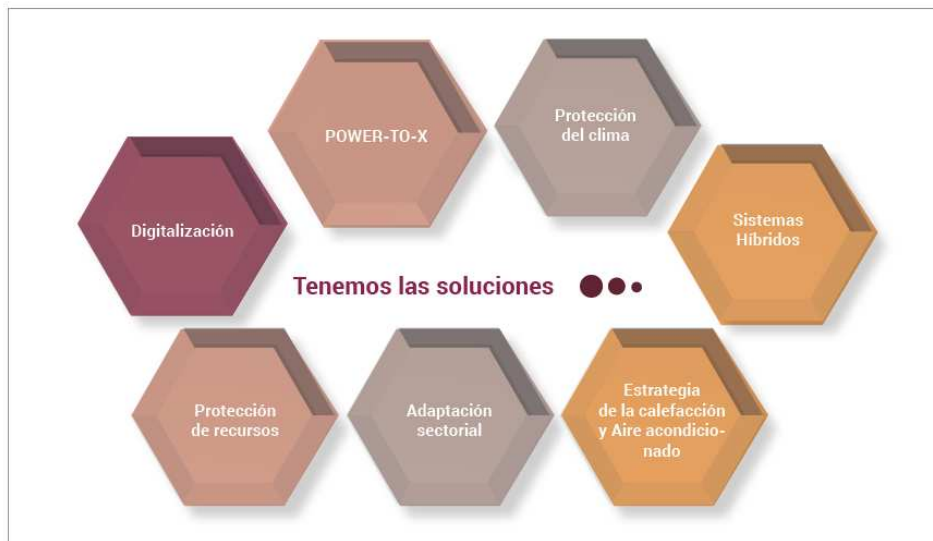 POWER-TO-X
Protección
del clima
Digitalización
Sistemas
Híbridos
Tenemos las soluciones
Protección
de recursos
Adaptación
sectorial
Estrategia
de la calefacción
y Aire acondicio-
nado